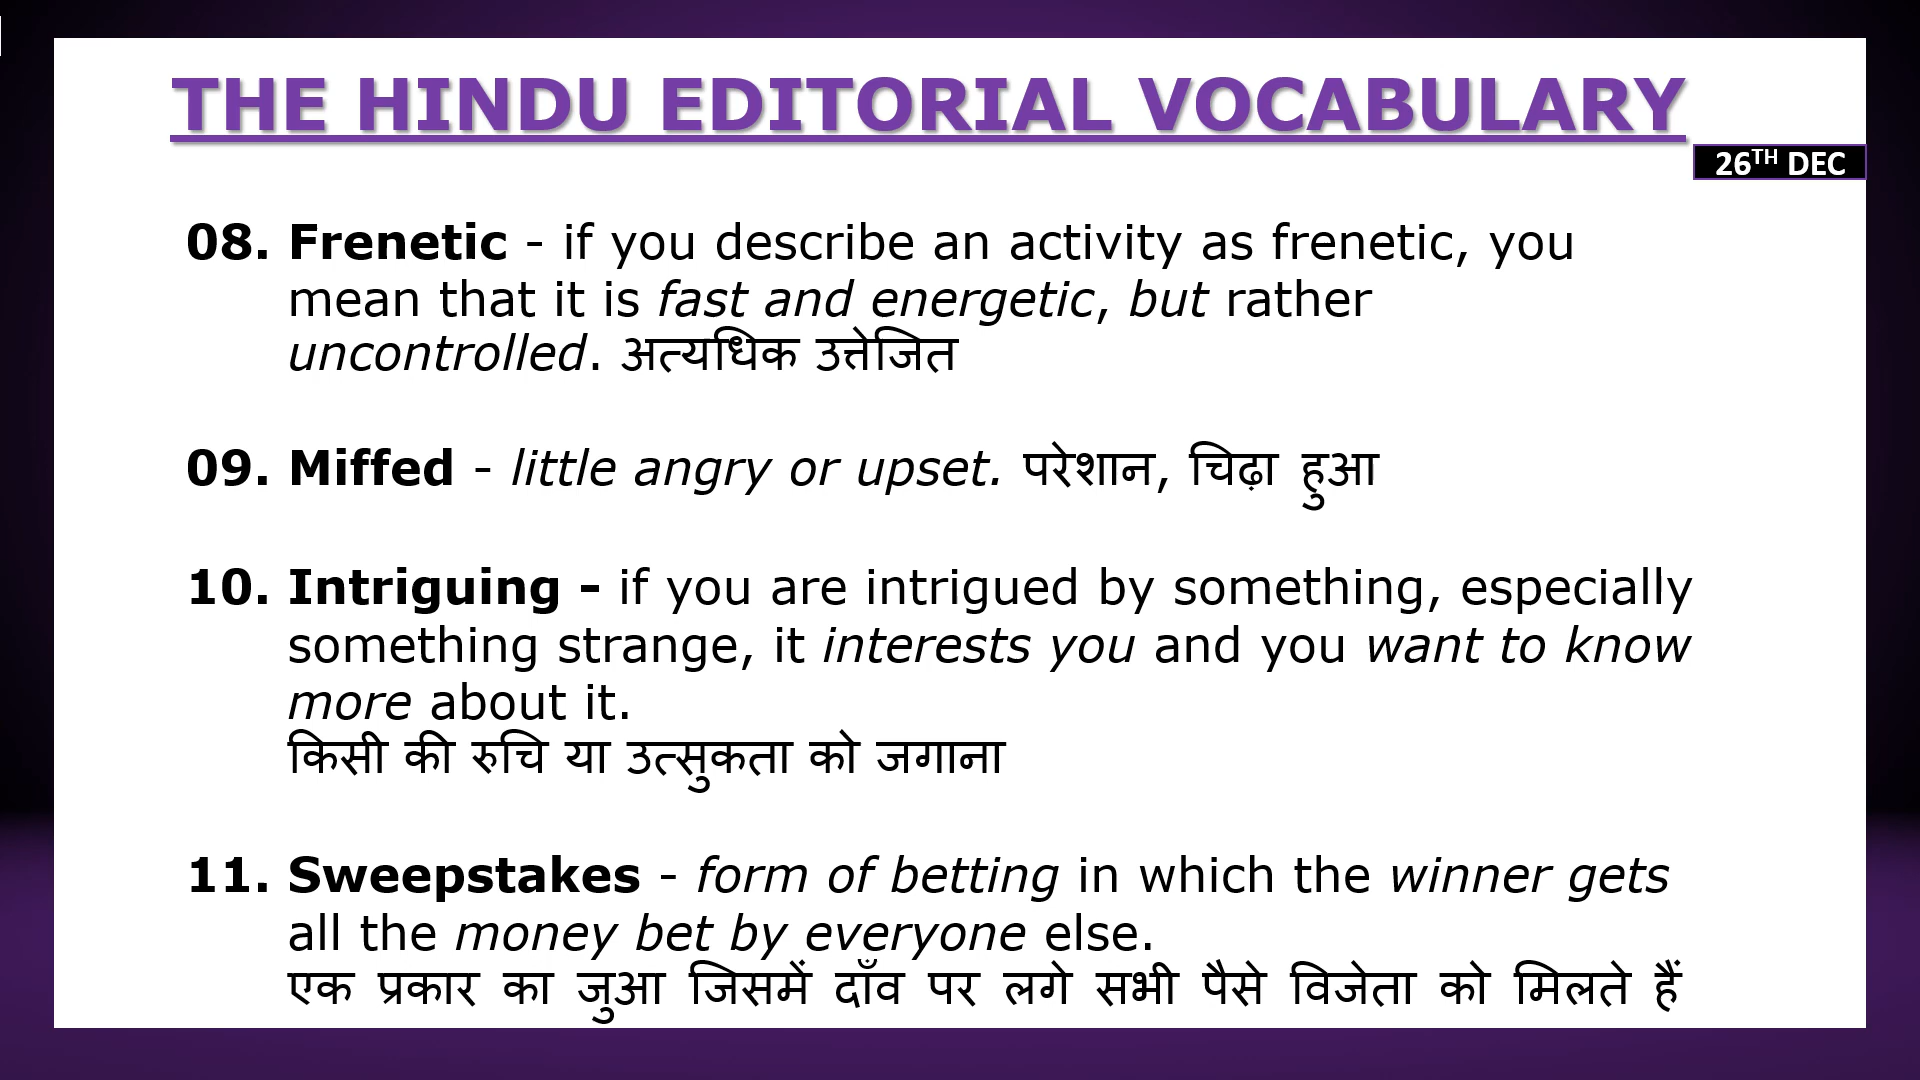 THE HINDU EDITORIAL VOCABULARY
26TH DEC
08. Frenetic - if you describe an activity as frenetic, you
mean that it is fast and energetic, but rather
uncontrolled. अत्यधिक उत्तेजित
09. Miffed - little angry or upset. परेशान, चिढ़ा हुआ
10. Intriguing - if you are intrigued by something, especially
something strange, it interests you and you want to know
more about it.
किसी की रुचि या उत्सुकता को जगाना
11. Sweepstakes - form of betting in which the winner gets
all the money bet by everyone else.
एक प्रकार का जुआ जिसमें दाँव पर लगे सभी पैसे विजेता को मिलते हैं